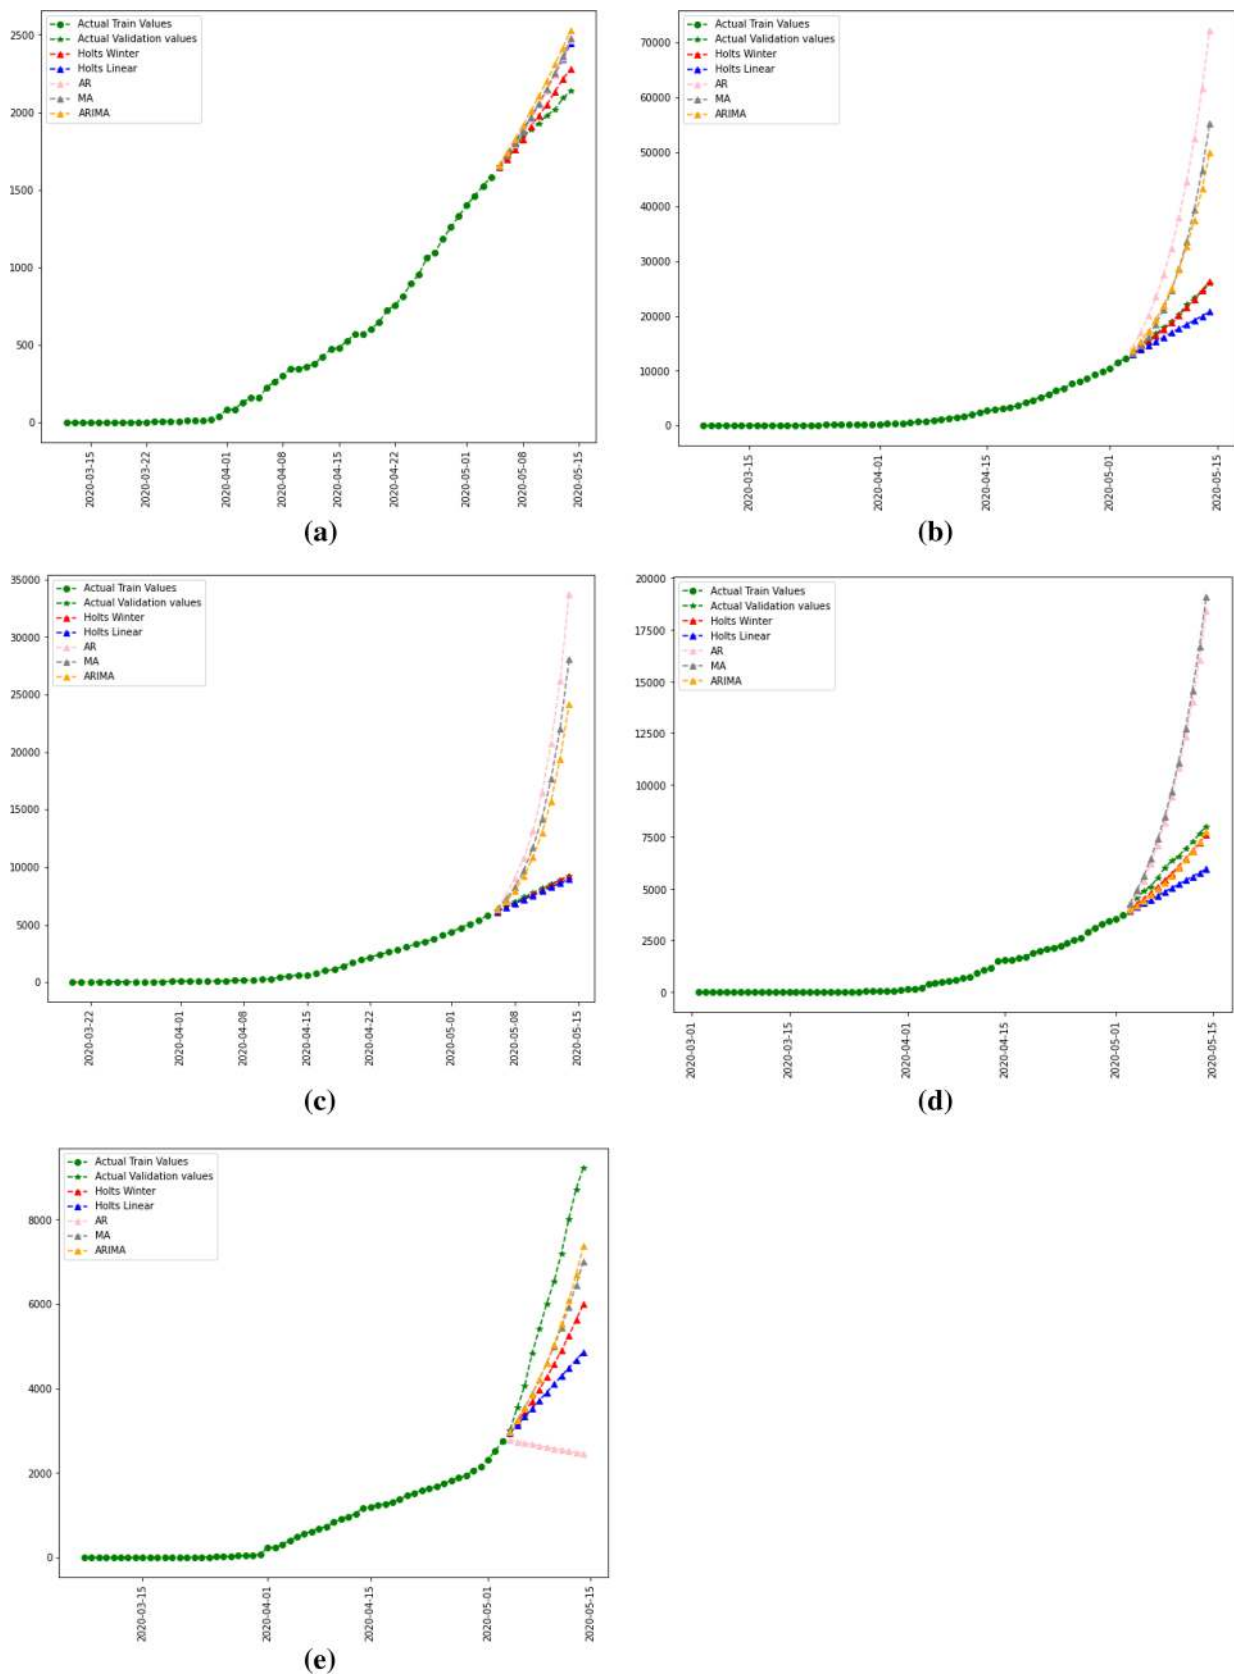 Actual Train Values
Actual Validation values
Holts Winter
Holts Linear
AR
MA
ARIMA
2500
2000
1500
1000
500
0
2020-03-15
2020-03-22
2020-04-01
2020-04-08
2020-04-15
2020-04-22
2020-05-01
2020-05-08
2020-05-15
(a)
Actual Train Values
Actual Validation values
Holts Winter
Holts Linear
AR
MA
ARIMA
70000
60000
50000
40000
30000
20000
10000
0
2020-03-15
2020-04-01
2020-04-15
2020-05-01
2020-05-15
(b)
Actual Train Values
Actual Validation values
Holts Winter
Holts Linear
AR
MA
ARIMA
35000
30000
25000
20000
15000
10000
5000
0
2020-03-22
2020-04-01
2020-04-08
2020-04-15
2020-04-22
2020-05-01
2020-05-08
2020-05-15
(c)
Actual Train Values
Actual Validation values
Holts Winter
Holts Linear
AR
MA
ARIMA
20000
17500
15000
12500
10000
7500
5000
2500
0
2020-03-01
2020-03-15
2020-04-01
2020-04-15
2020-05-01
2020-05-15
(d)
Actual Train Values
Actual Validation values
Holts Winter
Holts Linear
AR
MA
ARIMA
8000
6000
4000
2000
0
2020-03-15
2020-04-01
2020-04-15
2020-05-01
2020-05-15
(e)